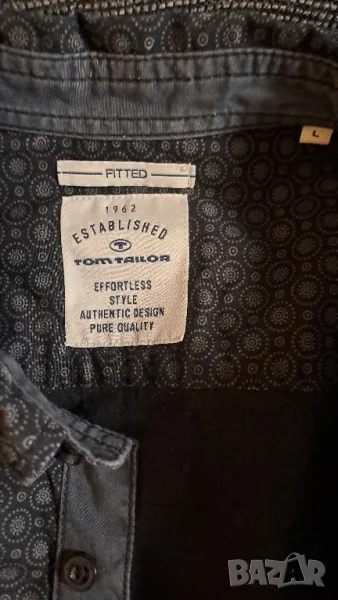 L
FITTED
1962
ESTABLISHED
TOM TAILOR
EFFORTLESS
STYLE
AUTHENTIC DESIGN
PURE QUALITY
BAZAR